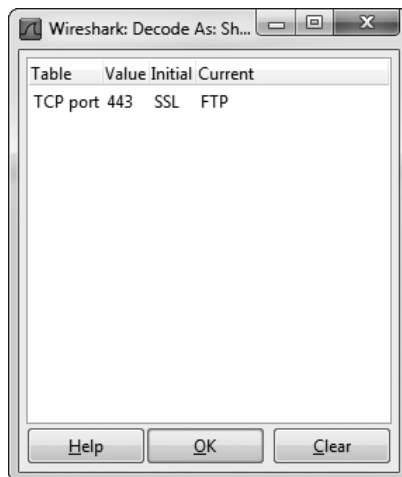 Wireshark: Decode As: Sh...
Table Value Initial Current
TCP port 443 SSL FTP
Help OK Clear